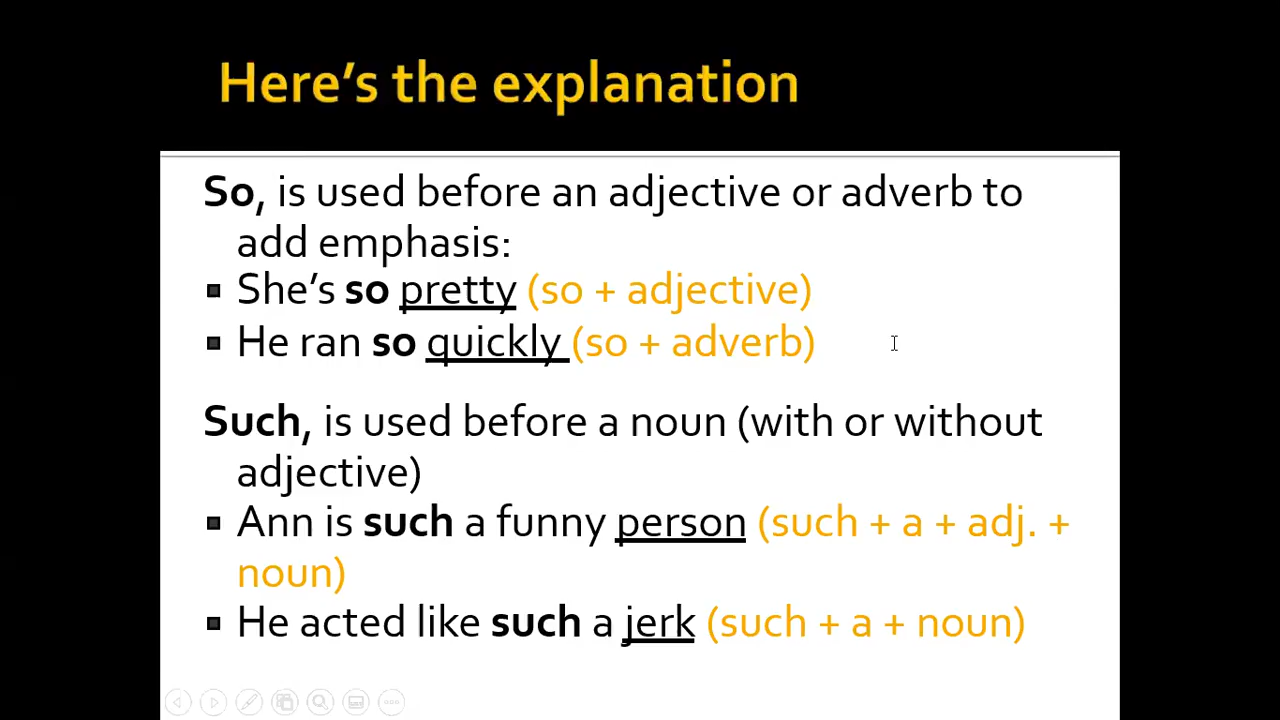 Here's the explanation
So, is used before an adjective or adverb to
add emphasis:
▪ She's so pretty (so + adjective)
▪ He ran so quickly (so + adverb)
Such, is used before a noun (with or without
adjective)
▪ Ann is such a funny person (such + a + adj. +
noun)
▪ He acted like such a jerk (such + a + noun)